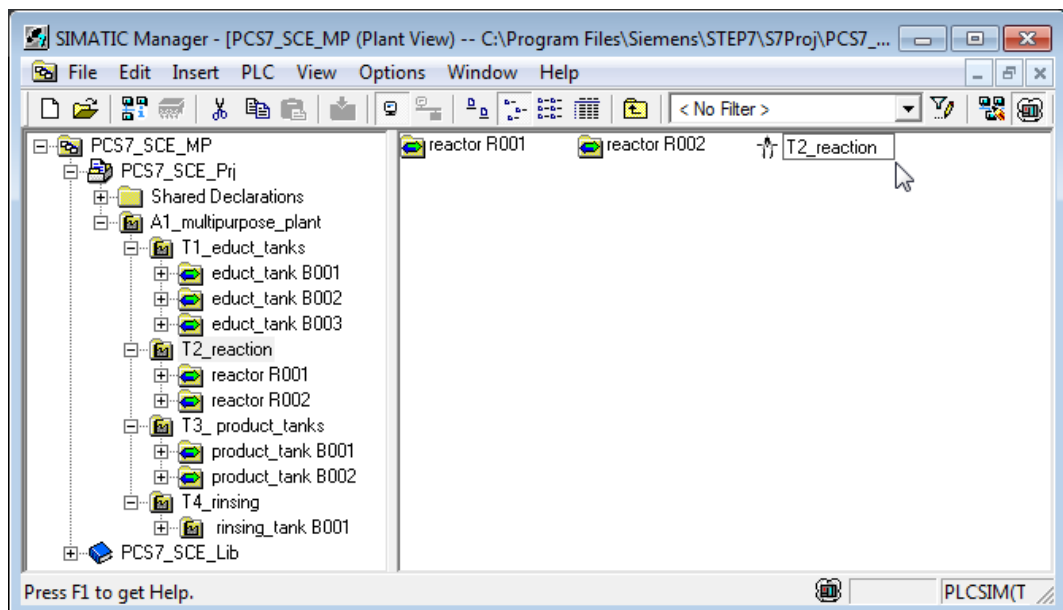 SIMATIC Manager - [PCS7_SCE_MP (Plant View) -- C:\Program Files\Siemens\STEP7\S7Proj\PCS7_...
File Edit Insert PLC View Options Window Help
< No Filter >
PCS7_SCE_MP
PCS7_SCE_Prj
Shared Declarations
A1_multipurpose_plant
T1_educt_tanks
educt_tank B001
educt_tank B002
educt_tank B003
T2_reaction
reactor R001
reactor R002
T3_ product_tanks
product_tank B001
product_tank B002
T4_rinsing
rinsing_tank B001
PCS7_SCE_Lib
reactor R001 reactor R002 T2_reaction
Press F1 to get Help. PLCSIM(T